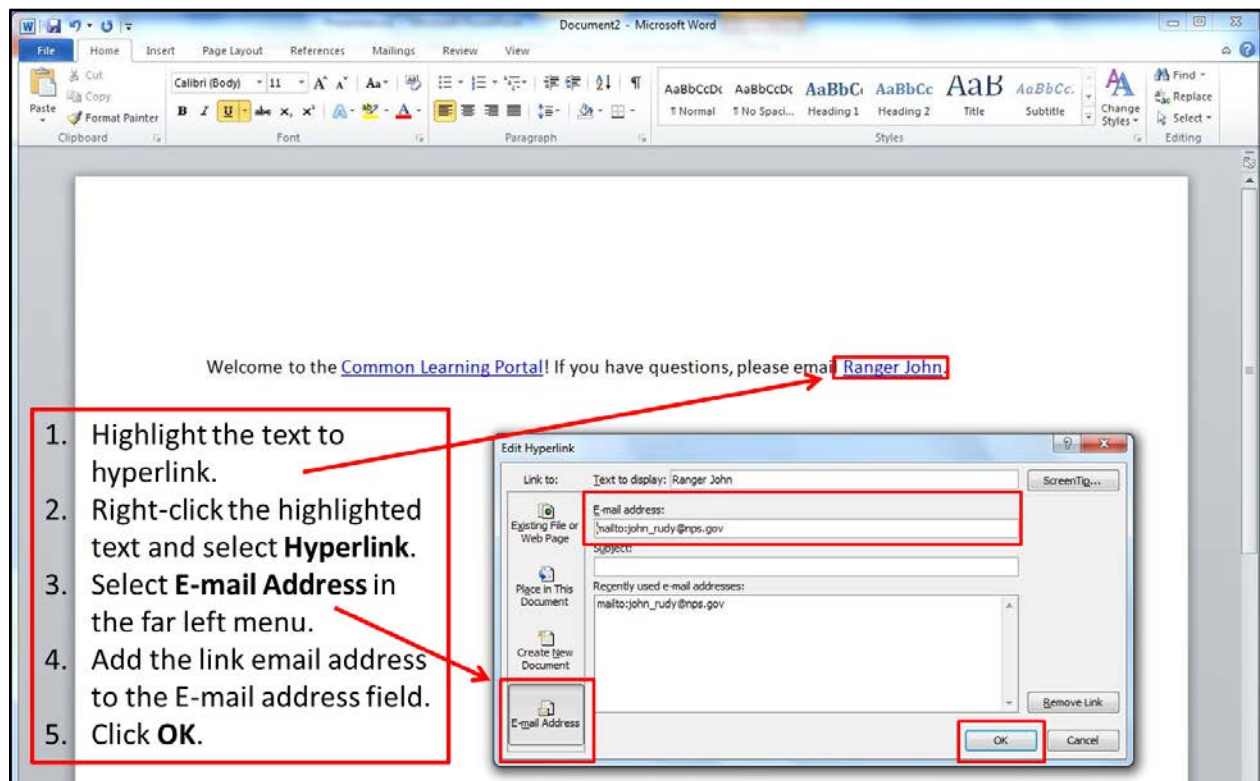 Document2 - Microsoft Word
File Home Insert Page Layout References Mailings Review View
Paste
Cut
Copy
Format Painter
Clipboard
Calibri (Body) 11
Font
Paragraph
AaBbCcDc AaBbCcDc AaBbC AaBbCc AaB AaBbCc.
¶ Normal ¶ No Spaci... Heading 1 Heading 2 Title Subtitle
Change Styles
Styles
Find
Replace
Select
Editing
Welcome to the Common Learning Portal! If you have questions, please email Ranger John.
1. Highlight the text to
hyperlink.
2. Right-click the highlighted
text and select Hyperlink.
3. Select E-mail Address in
the far left menu.
4. Add the link email address
to the E-mail address field.
5. Click OK.
Edit Hyperlink
Link to:
Text to display: Ranger John
ScreenTip...
Existing File or
Web Page
Place in This
Document
Create New
Document
E-mail Address
E-mail address:
mailto:john_rudy@nps.gov
Subject:
Recently used e-mail addresses:
mailto:john_rudy@nps.gov
Remove Link
OK Cancel